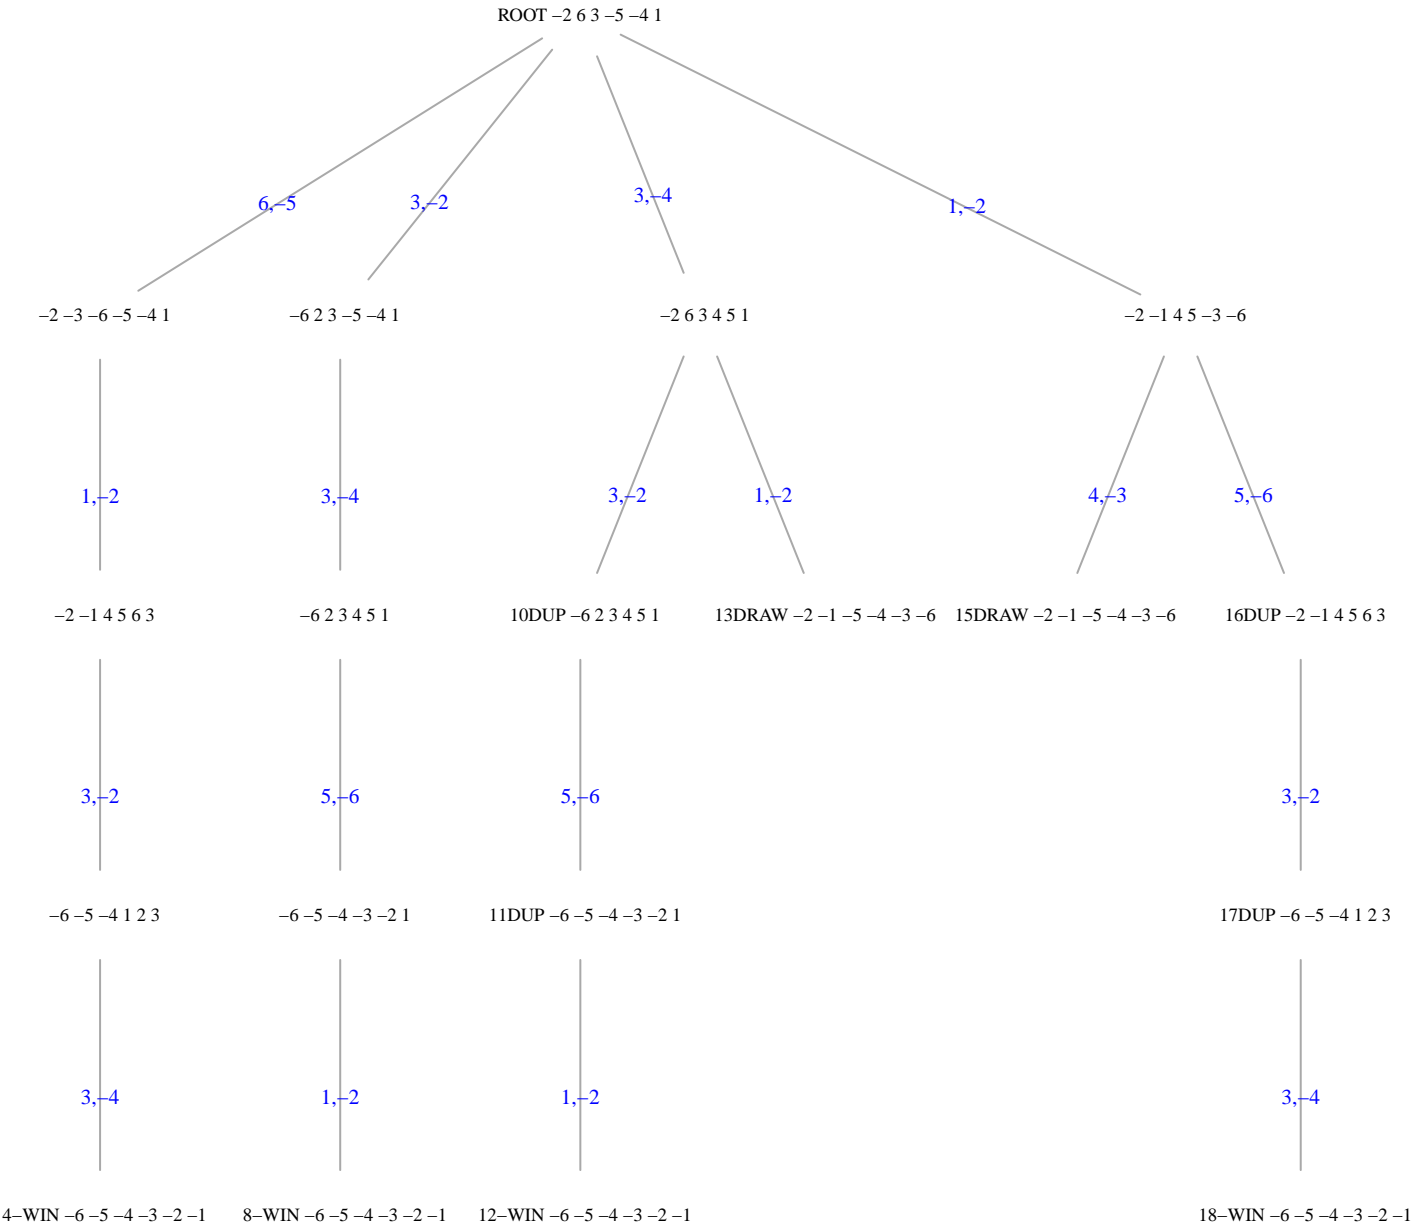 ROOT –2 6 3 –5 –4 1
6,–5 3,–2 3,–4 1,–2
–2 –3 –6 –5 –4 1 –6 2 3 –5 –4 1 –2 6 3 4 5 1 –2 –1 4 5 –3 –6
1,–2 3,–4 3,–2 1,–2 4,–3 5,–6
–2 –1 4 5 6 3 –6 2 3 4 5 1 10DUP –6 2 3 4 5 1 13DRAW –2 –1 –5 –4 –3 –6 15DRAW –2 –1 –5 –4 –3 –6 16DUP –2 –1 4 5 6 3
3,–2 5,–6 5,–6 3,–2
–6 –5 –4 1 2 3 –6 –5 –4 –3 –2 1 11DUP –6 –5 –4 –3 –2 1 17DUP –6 –5 –4 1 2 3
3,–4 1,–2 1,–2 3,–4
4–WIN –6 –5 –4 –3 –2 –1 8–WIN –6 –5 –4 –3 –2 –1 12–WIN –6 –5 –4 –3 –2 –1 18–WIN –6 –5 –4 –3 –2 –1